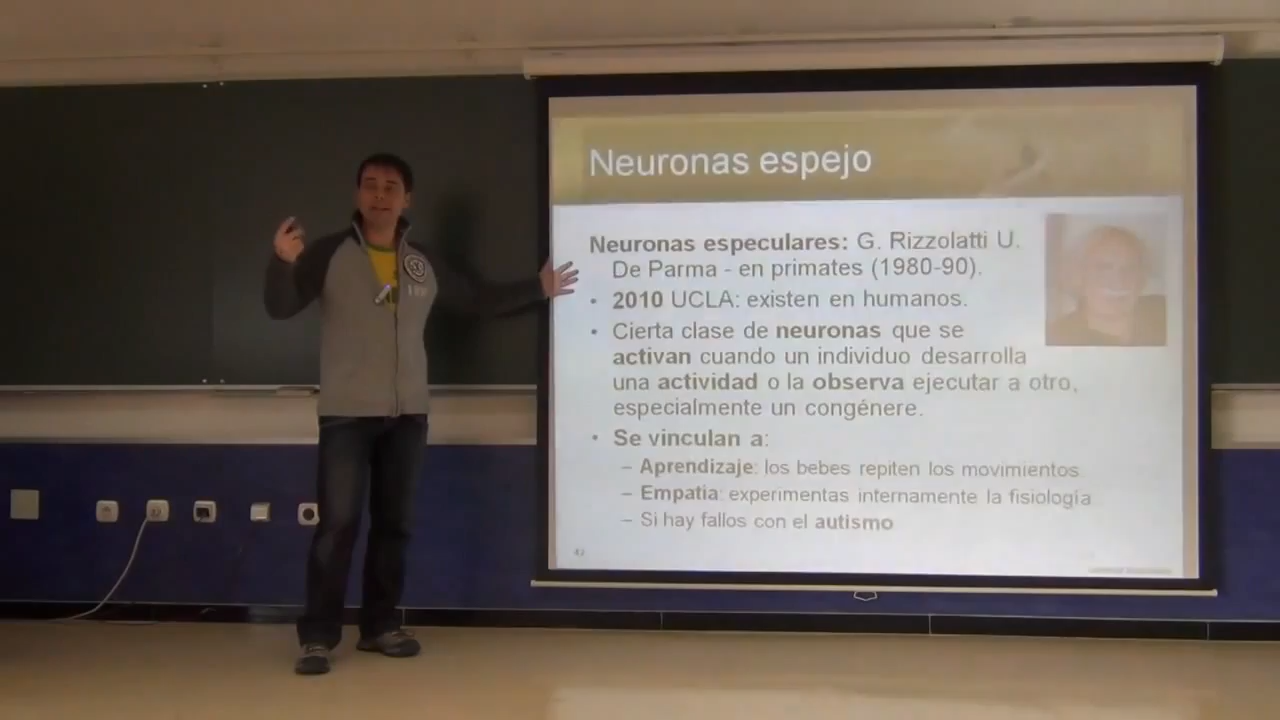 Neuronas espejo
Neuronas especulares: G. Rizzolatti U.
De Parma - en primates (1980-90).
• 2010 UCLA: existen en humanos.
• Cierta clase de neuronas que se
activan cuando un individuo desarrolla
una actividad o la observa ejecutar a otro,
especialmente un congénere.
• Se vinculan a:
– Aprendizaje: los bebes repiten los movimientos
– Empatia: experimentas internamente la fisiología
– Si hay fallos con el autismo